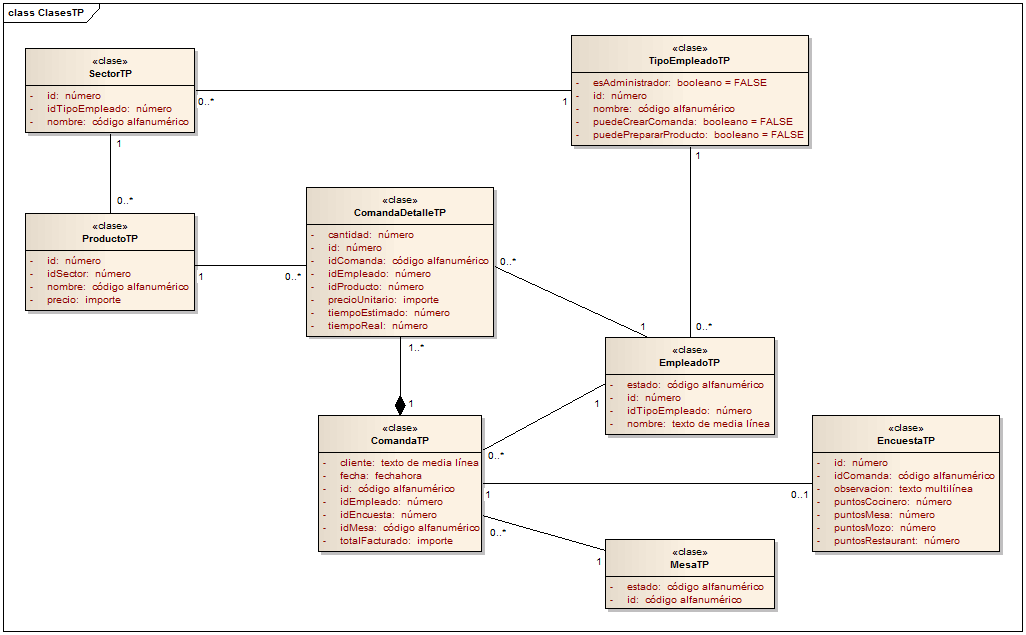 class ClasesTP
«clase»
SectorTP
- id: número
- idTipoEmpleado: número
- nombre: código alfanumérico
0..*
1
«clase»
TipoEmpleadoTP
- esAdministrador: booleano = FALSE
- id: número
- nombre: código alfanumérico
- puedeCrearComanda: booleano = FALSE
- puedePrepararProducto: booleano = FALSE
1
0..*
1
0..*
«clase»
ProductoTP
- id: número
- idSector: número
- nombre: código alfanumérico
- precio: importe
1
0..*
«clase»
ComandaDetalleTP
- cantidad: número
- id: número
- idComanda: código alfanumérico
- idEmpleado: número
- idProducto: número
- precioUnitario: importe
- tiempoEstimado: número
- tiempoReal: número
0..*
1
1..*
1
«clase»
EmpleadoTP
- estado: código alfanumérico
- id: número
- idTipoEmpleado: número
- nombre: texto de media línea
1
0..*
«clase»
ComandaTP
- cliente: texto de media línea
- fecha: fechahora
- id: código alfanumérico
- idEmpleado: número
- idEncuesta: número
- idMesa: código alfanumérico
- totalFacturado: importe
1
0..1
0..*
1
«clase»
EncuestaTP
- id: número
- idComanda: código alfanumérico
- observacion: texto multilínea
- puntosCocinero: número
- puntosMesa: número
- puntosMozo: número
- puntosRestaurant: número
«clase»
MesaTP
- estado: código alfanumérico
- id: código alfanumérico